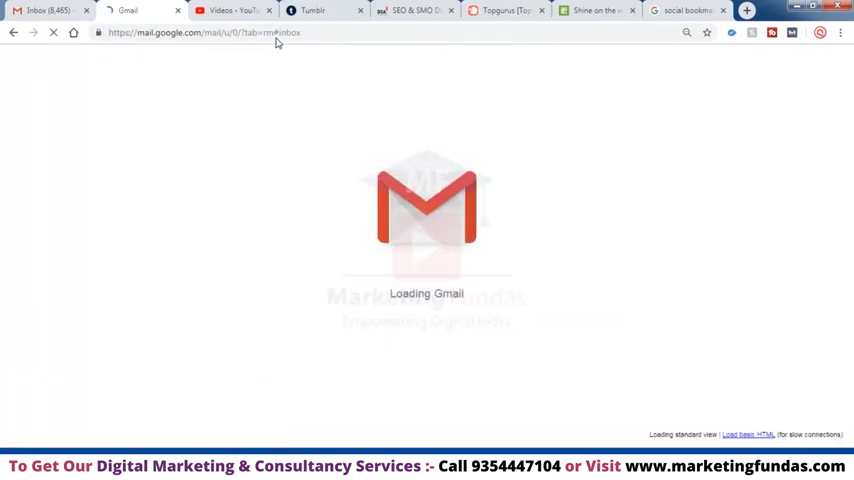 Inbox (8,465) -
Gmail
Videos - YouTu
Tumblr
SEO & SMO D
Topgurus [Top
Shine on the w
social bookma
https://mail.google.com/mail/u/0/?tab=rm#inbox
MF
Loading Gmail
MarketingFundas
Empowering Digital India
Loading standard view | Load basic HTML (for slow connections)
To Get Our Digital Marketing & Consultancy Services :- Call 9354447104 or Visit www.marketingfundas.com